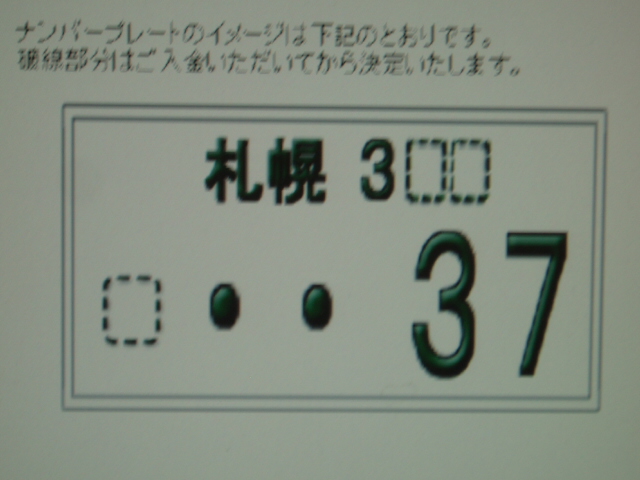 ナンバープレートのイメージは下記のとおりです。
破線部分はご入金いただいてから決定いたします。
札幌 3
・・37